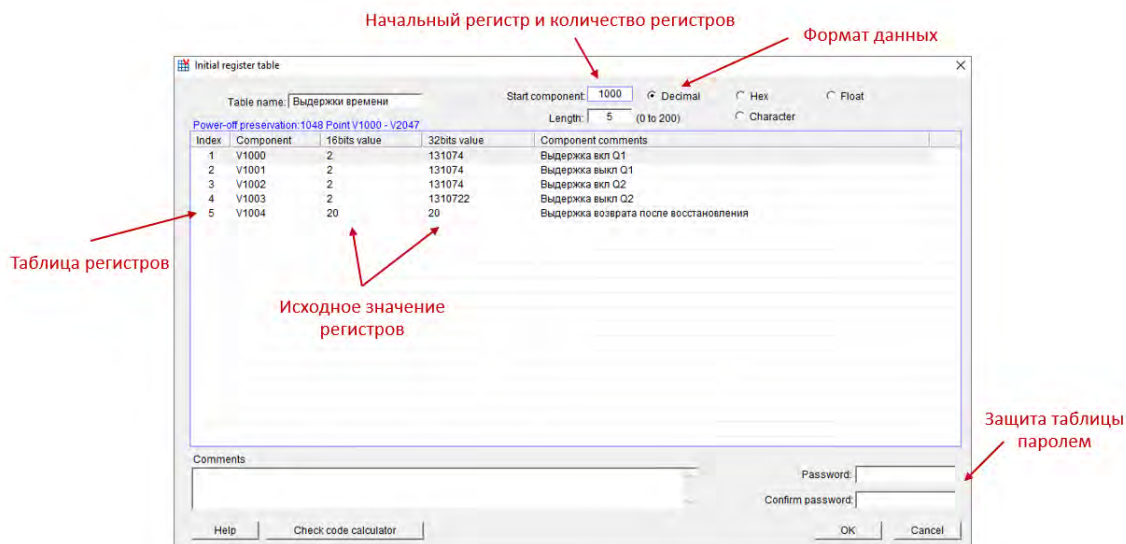 Начальный регистр и количество регистров
Формат данных
Initial register table
Table name: Выдержки времени
Start component: 1000 Decimal Hex Float
Length: 5 (0 to 200) Character
Power-off preservation:1048 Point V1000 - V2047
Index Component 16bits value 32bits value Component comments
1 V1000 2 131074 Выдержка вкл Q1
2 V1001 2 131074 Выдержка выкл Q1
3 V1002 2 131074 Выдержка вкл Q2
4 V1003 2 1310722 Выдержка выкл Q2
5 V1004 20 20 Выдержка возврата после восстановления
Таблица регистров
Исходное значение
регистров
Защита таблицы
паролем
Comments
Password:
Confirm password:
Help Check code calculator OK Cancel